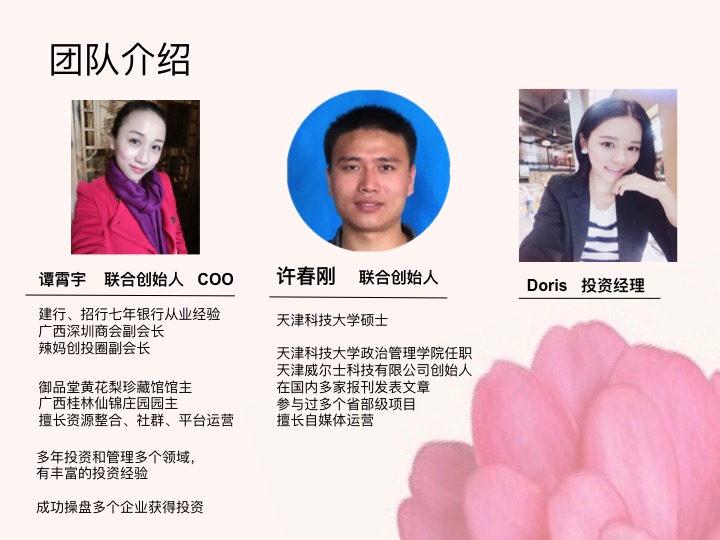 团队介绍
谭霄宇 联合创始人 COO
建行、招行七年银行从业经验
广西深圳商会副会长
辣妈创投圈副会长
御品堂黄花梨珍藏馆馆主
广西桂林仙锦庄园园主
擅长资源整合、社群、平台运营
多年投资和管理多个领域，
有丰富的投资经验
成功操盘多个企业获得投资
许春刚 联合创始人
天津科技大学硕士
天津科技大学政治管理学院任职
天津威尔士科技有限公司创始人
在国内多家报刊发表文章
参与过多个省部级项目
擅长自媒体运营
Doris 投资经理